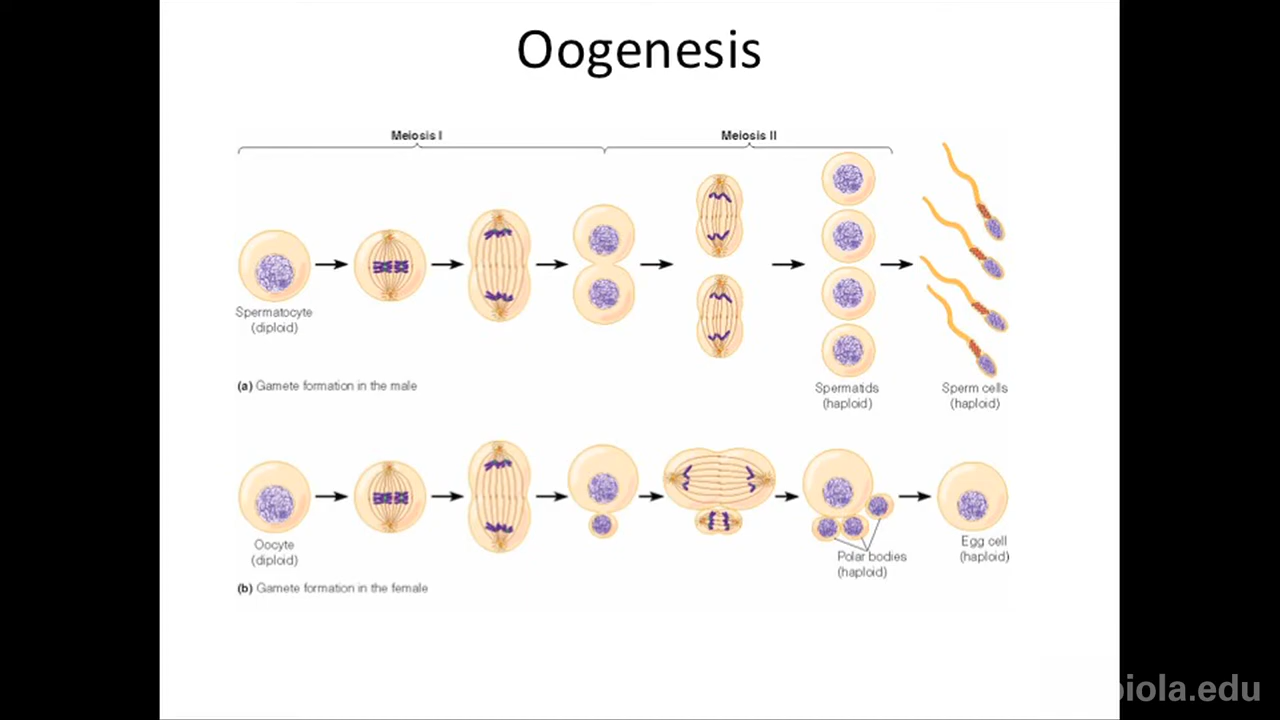 Oogenesis
Meiosis I
Meiosis II
Spermatocyte
(diploid)
Spermatids
(haploid)
Sperm cells
(haploid)
(a) Gamete formation in the male
Oocyte
(diploid)
Polar bodies
(haploid)
Egg cell
(haploid)
(b) Gamete formation in the female
biola.edu